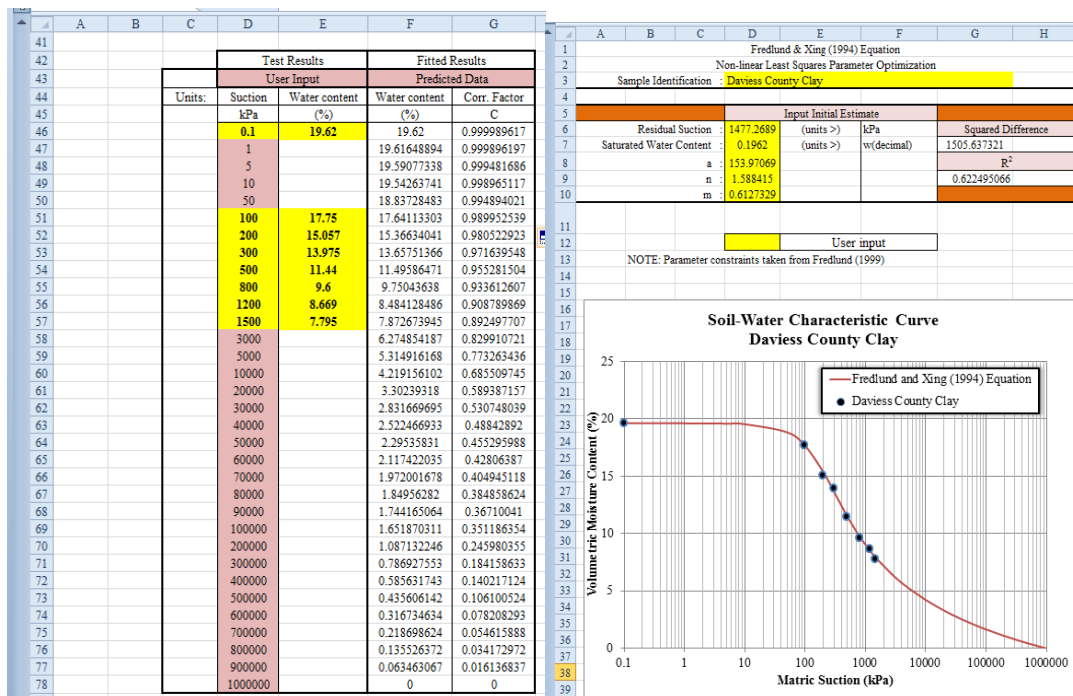 A B C D E F G
41
42 Test Results Fitted Results
43 User Input Predicted Data
44 Units: Suction Water content Water content Corr. Factor
45 kPa (%) (%) C
46 0.1 19.62 19.62 0.999989617
47 1 19.61648894 0.999896197
48 5 19.59077338 0.999481686
49 10 19.54263741 0.998965117
50 50 18.83728483 0.994894021
51 100 17.75 17.64113303 0.989952539
52 200 15.057 15.36634041 0.980522923
53 300 13.975 13.65751366 0.971639548
54 500 11.44 11.49586471 0.955281504
55 800 9.6 9.75043638 0.933612607
56 1200 8.669 8.484128486 0.908789869
57 1500 7.795 7.872673945 0.892497707
58 3000 6.274854187 0.829910721
59 5000 5.314916168 0.773263436
60 10000 4.219156102 0.685509745
61 20000 3.30239318 0.589387157
62 30000 2.831669695 0.530748039
63 40000 2.522466933 0.48842892
64 50000 2.29535831 0.455295988
65 60000 2.117422035 0.42806387
66 70000 1.972001678 0.404945118
67 80000 1.84956282 0.384858624
68 90000 1.744165064 0.36710041
69 100000 1.651870311 0.351186354
70 200000 1.087132246 0.245980355
71 300000 0.786927553 0.184158633
72 400000 0.585631743 0.140217124
73 500000 0.435606142 0.106100524
74 600000 0.316734634 0.078208293
75 700000 0.218698624 0.054615888
76 800000 0.135526372 0.034172972
77 900000 0.063463067 0.016136837
78 1000000 0 0
A B C D E F G H
1 Fredlund & Xing (1994) Equation
2 Non-linear Least Squares Parameter Optimization
3 Sample Identification : Daviess County Clay
4
5 Input Initial Estimate
6 Residual Suction : 1477.2689 (units >) kPa Squared Difference
7 Saturated Water Content : 0.1962 (units >) w(decimal) 1505.637321
8 a : 153.97069 R²
9 n : 1.588415 0.622495066
10 m : 0.6127329
11
12 User input
13 NOTE: Parameter constraints taken from Fredlund (1999)
14
15
16
17
18
19
20
21
22
23
24
25
26
27
28
29
30
31
32
33
34
35
36
37
38
39
Soil-Water Characteristic Curve
Daviess County Clay
Fredlund and Xing (1994) Equation
Daviess County Clay
Volumetric Moisture Content (%)
25
20
15
10
5
0
0.1 1 10 100 1000 10000 100000 1000000
Matric Suction (kPa)